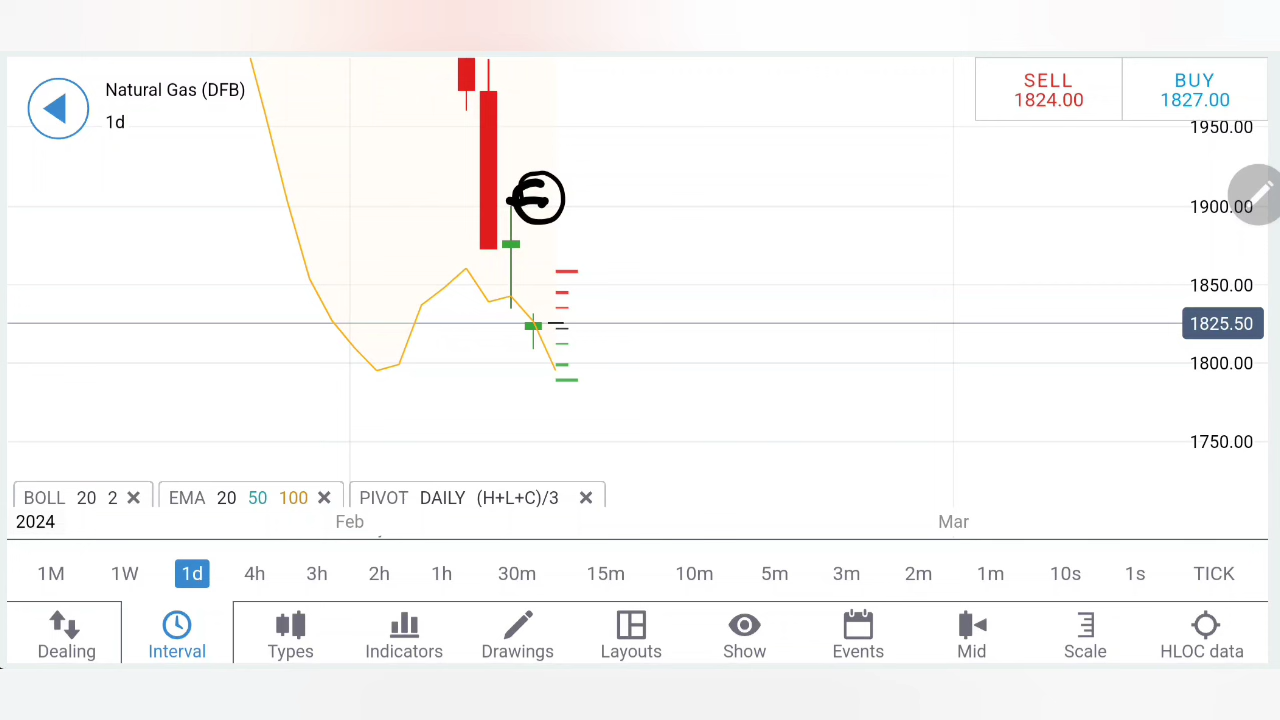 Natural Gas (DFB)
1d
SELL
1824.00
BUY
1827.00
1950.00
1900.00
1850.00
1825.50
1800.00
1750.00
BOLL 20 2
EMA 20 50 100
PIVOT DAILY (H+L+C)/3
2024
Feb
Mar
1M 1W 1d 4h 3h 2h 1h 30m 15m 10m 5m 3m 2m 1m 10s 1s TICK
Dealing Interval Types Indicators Drawings Layouts Show Events Mid Scale HLOC data